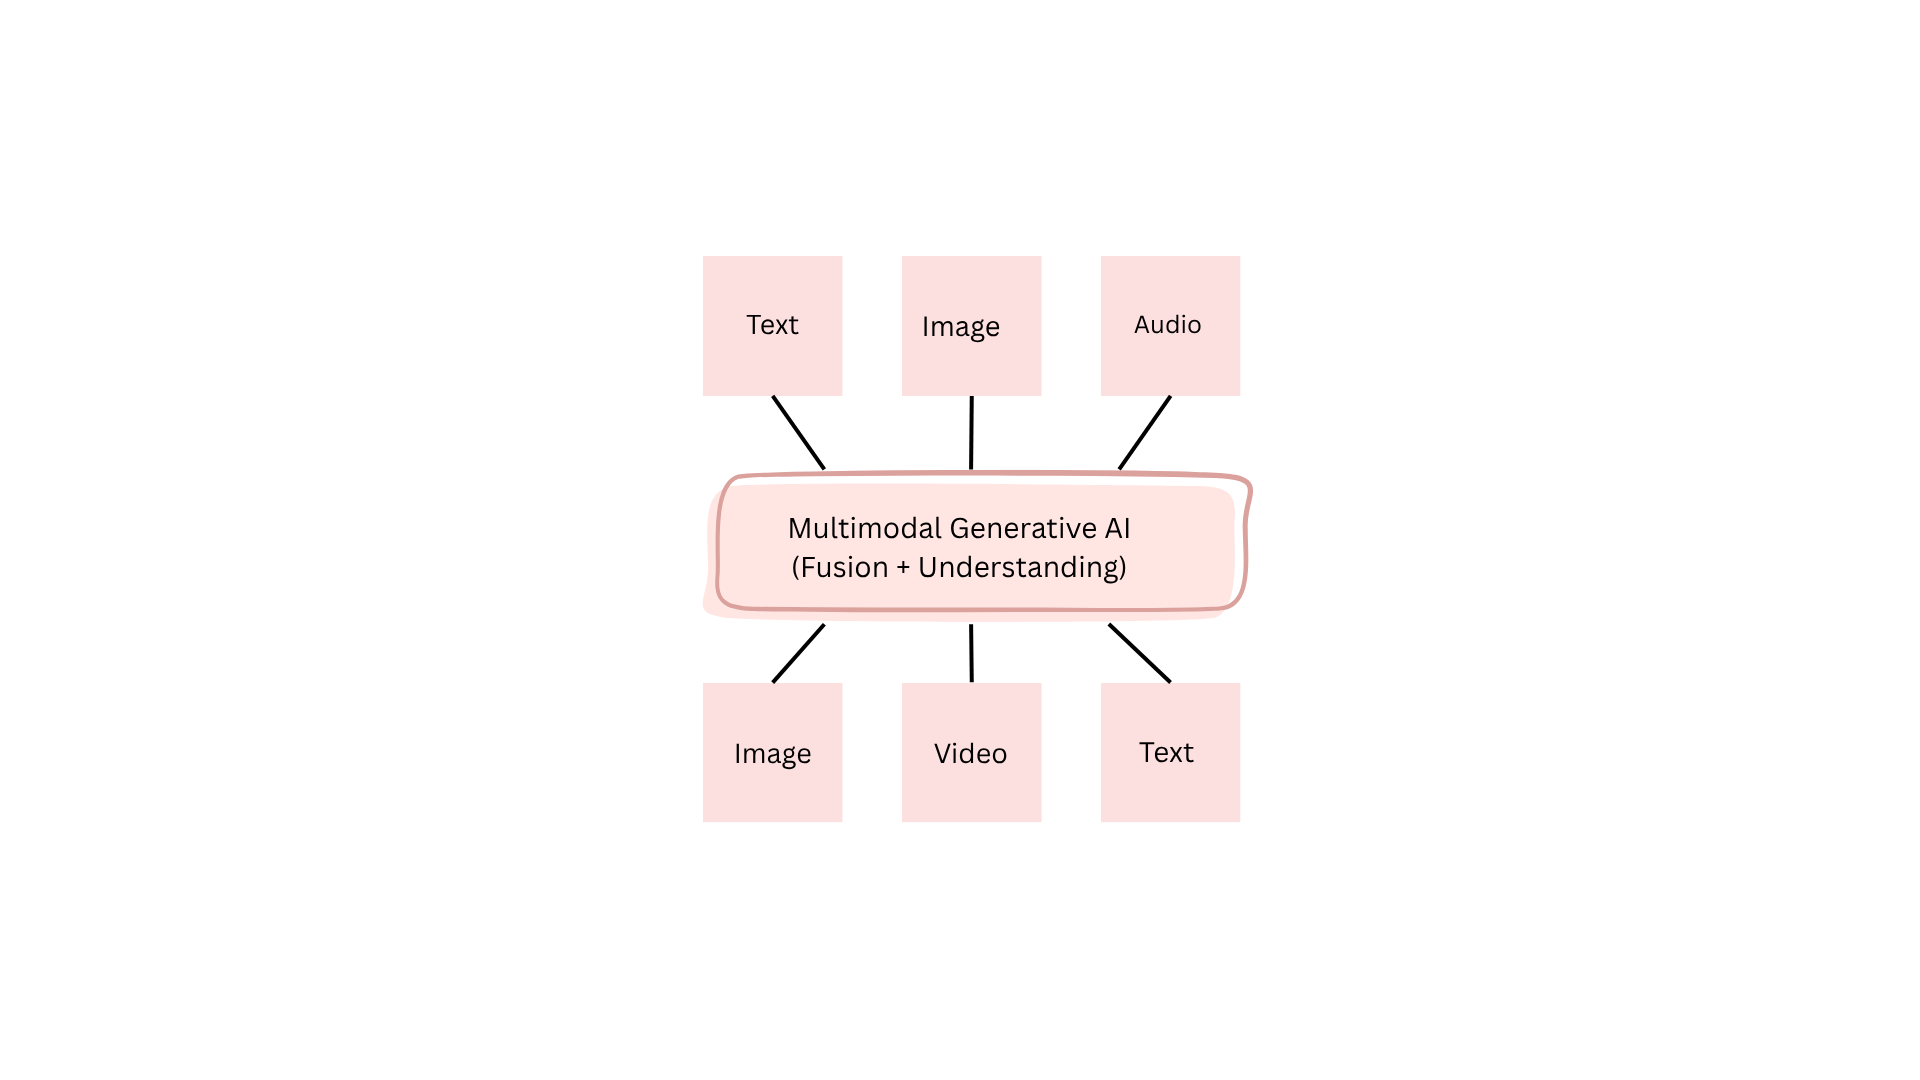 Text
Image
Audio
Multimodal Generative AI
(Fusion + Understanding)
Image
Video
Text